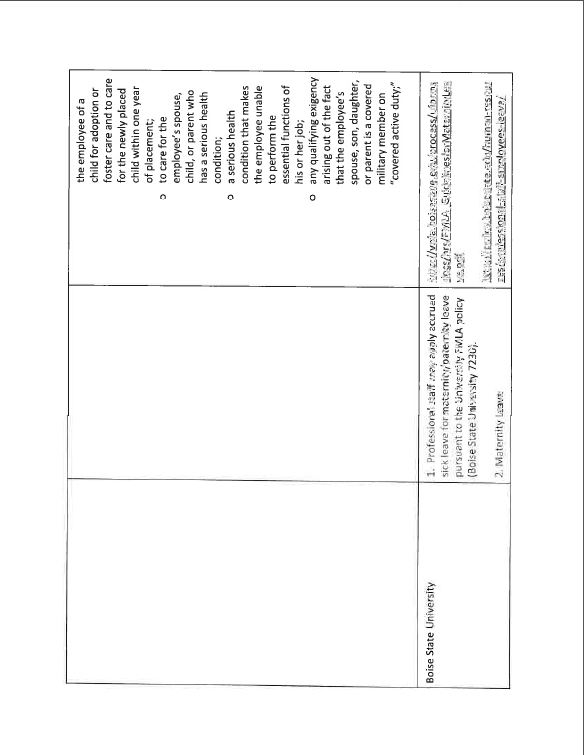 the employee of a
child for adoption or
foster care and to care
for the newly placed
child within one year
of placement;
o to care for the
employee's spouse,
child, or parent who
has a serious health
condition;
o a serious health
condition that makes
the employee unable
to perform the
essential functions of
his or her job;
o any qualifying exigency
arising out of the fact
that the employee's
spouse, son, daughter,
or parent is a covered
military member on
"covered active duty;"
Boise State University
1. Professional staff may apply accrued
sick leave for maternity/paternity leave
pursuant to the University FMLA policy
(Boise State University 7230).
2. Maternity Leave